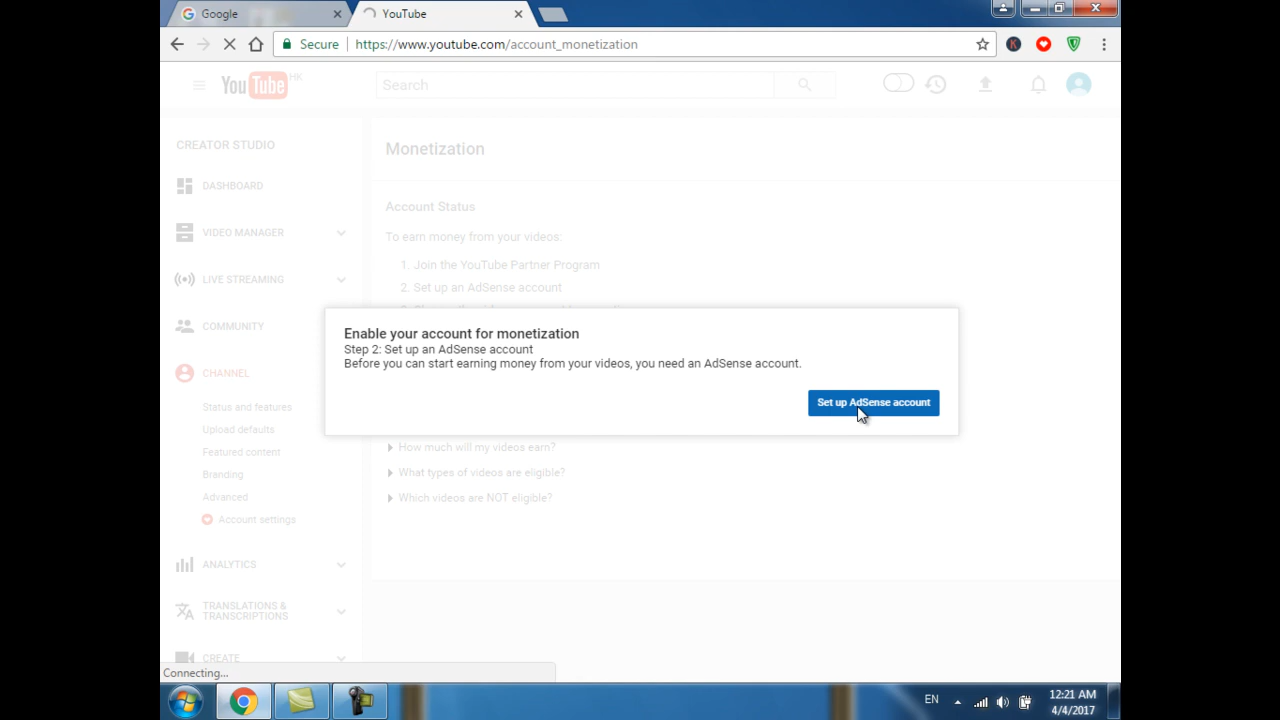 Google
YouTube
Secure
https://www.youtube.com/account_monetization
YouTube HK
Search
CREATOR STUDIO
DASHBOARD
VIDEO MANAGER
LIVE STREAMING
COMMUNITY
CHANNEL
Status and features
Upload defaults
Featured content
Branding
Advanced
Account settings
ANALYTICS
TRANSLATIONS &
TRANSCRIPTIONS
CREATE
Monetization
Account Status
To earn money from your videos:
1. Join the YouTube Partner Program
2. Set up an AdSense account
Enable your account for monetization
Step 2: Set up an AdSense account
Before you can start earning money from your videos, you need an AdSense account.
Set up AdSense account
How much will my videos earn?
What types of videos are eligible?
Which videos are NOT eligible?
Connecting...
EN
12:21 AM
4/4/2017